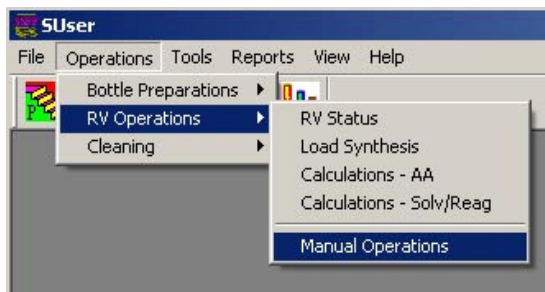 SUser
File Operations Tools Reports View Help
Bottle Preparations
RV Operations
Cleaning
RV Status
Load Synthesis
Calculations - AA
Calculations - Solv/Reag
Manual Operations
P